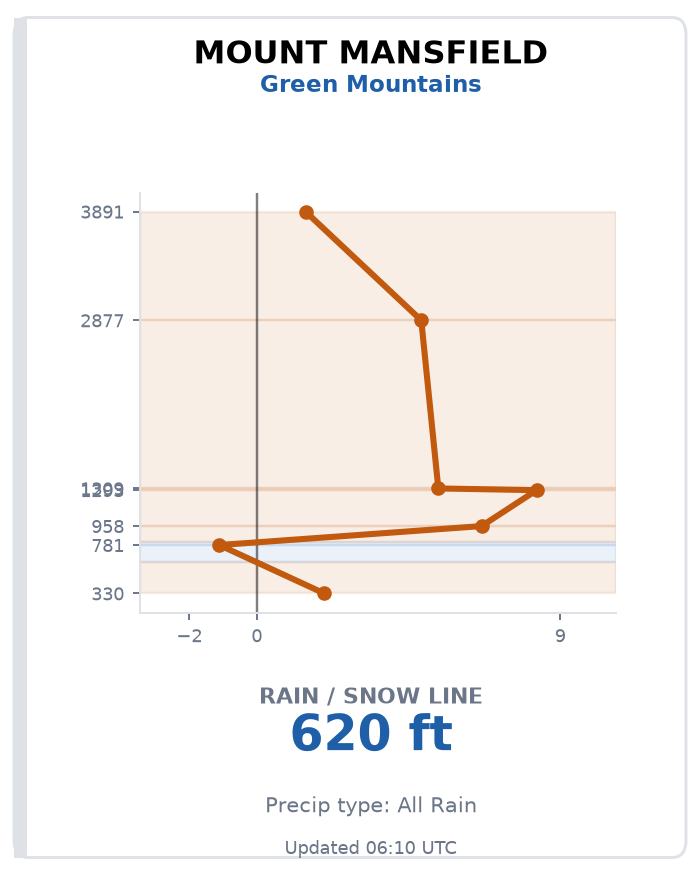 MOUNT MANSFIELD
Green Mountains
3891
2877
958
781
330
−2
0
9
RAIN / SNOW LINE
620 ft
Precip type: All Rain
Updated 06:10 UTC